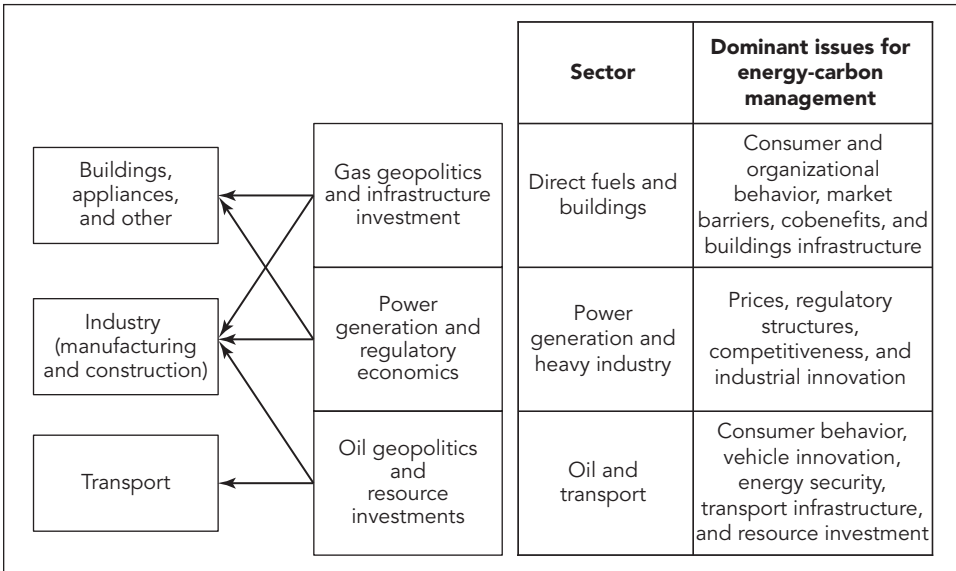 Buildings,
appliances,
and other
Industry
(manufacturing
and construction)
Transport
Gas geopolitics
and infrastructure
investment
Power
generation and
regulatory
economics
Oil geopolitics
and
resource
investments
Sector
Dominant issues for
energy-carbon
management
Direct fuels and
buildings
Consumer and
organizational
behavior, market
barriers, cobenefits, and
buildings infrastructure
Power
generation and
heavy industry
Prices, regulatory
structures,
competitiveness, and
industrial innovation
Oil and
transport
Consumer behavior,
vehicle innovation,
energy security,
transport infrastructure,
and resource investment